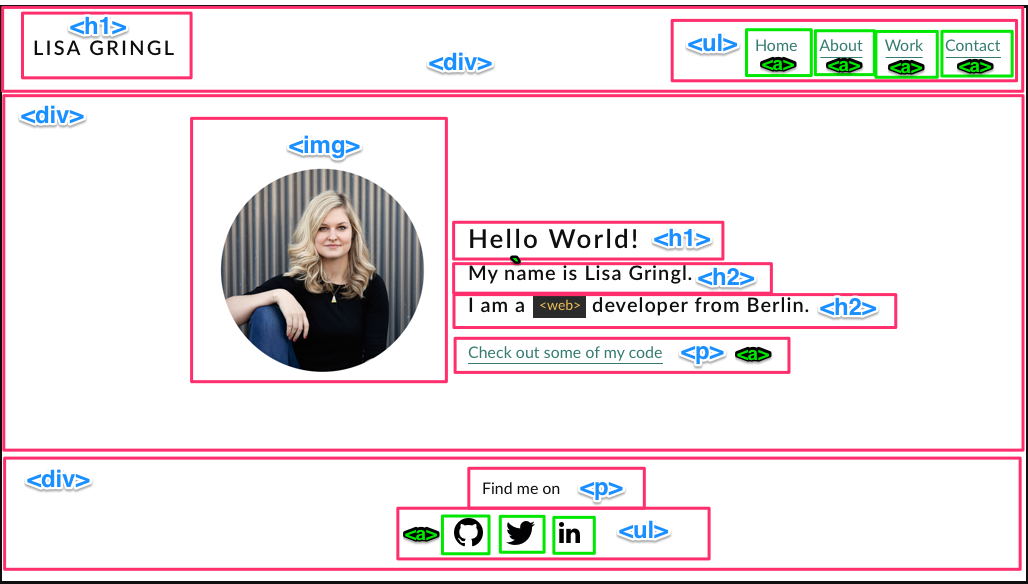 <h1>
LISA GRINGL
<div>
<ul> Home About Work Contact
<a> <a> <a> <a>
<div>
<img>
Hello World! <h1>
My name is Lisa Gringl. <h2>
I am a <web> developer from Berlin. <h2>
Check out some of my code <p> <a>
<div>
Find me on <p>
<a> in <ul>